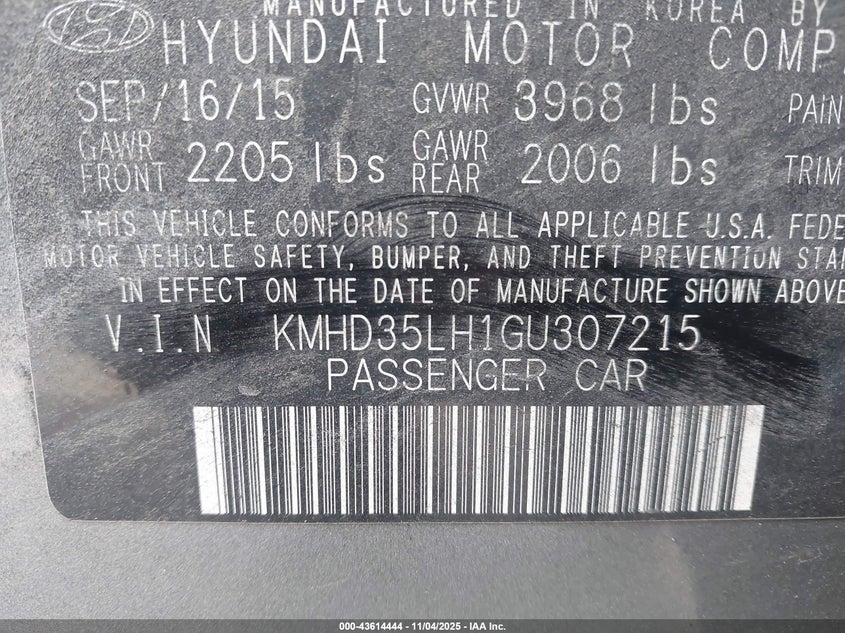 MANUFACTURED IN KOREA BY
HYUNDAI MOTOR COMP
SEP/16/15 GVWR 3968 lbs PAIN
GAWR FRONT 2205 lbs GAWR REAR 2006 lbs TRIM
THIS VEHICLE CONFORMS TO ALL APPLICABLE U.S.A. FEDE
MOTOR VEHICLE SAFETY, BUMPER, AND THEFT PREVENTION STAN
IN EFFECT ON THE DATE OF MANUFACTURE SHOWN ABOVE
V.I.N KMHD35LH1GU307215
PASSENGER CAR
000-43614444 - 11/04/2025 - IAA Inc.